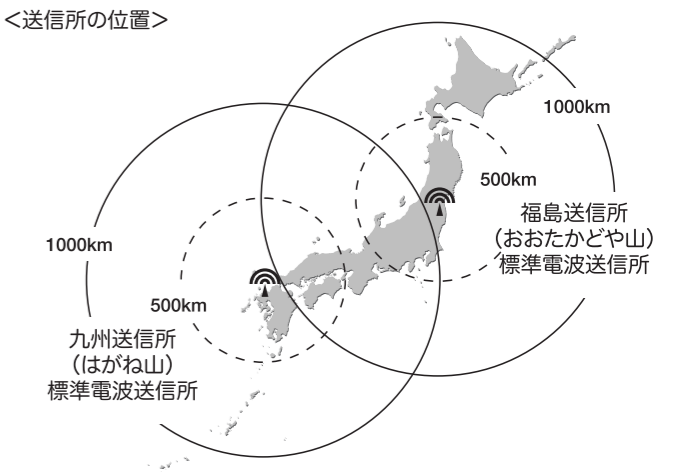 ＜送信所の位置＞
1000km
500km
福島送信所
（おおたかどや山）
標準電波送信所
1000km
500km
九州送信所
（はがね山）
標準電波送信所